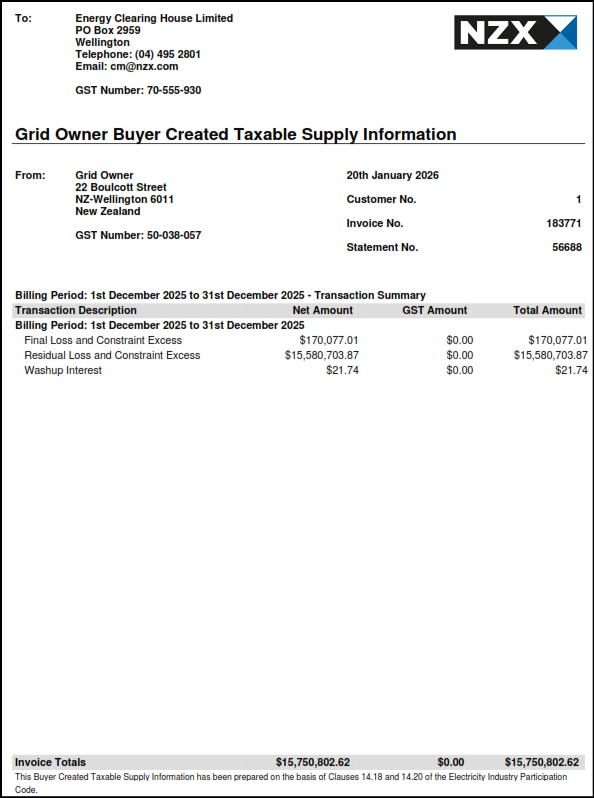 To: Energy Clearing House Limited
PO Box 2959
Wellington
Telephone: (04) 495 2801
Email: cm@nzx.com
GST Number: 70-555-930
NZX
Grid Owner Buyer Created Taxable Supply Information
From: Grid Owner
22 Boulcott Street
NZ-Wellington 6011
New Zealand
GST Number: 50-038-057
20th January 2026
Customer No. 1
Invoice No. 183771
Statement No. 56688
Billing Period: 1st December 2025 to 31st December 2025 - Transaction Summary
Transaction Description Net Amount GST Amount Total Amount
Billing Period: 1st December 2025 to 31st December 2025
Final Loss and Constraint Excess $170,077.01 $0.00 $170,077.01
Residual Loss and Constraint Excess $15,580,703.87 $0.00 $15,580,703.87
Washup Interest $21.74 $0.00 $21.74
Invoice Totals $15,750,802.62 $0.00 $15,750,802.62
This Buyer Created Taxable Supply Information has been prepared on the basis of Clauses 14.18 and 14.20 of the Electricity Industry Participation
Code.